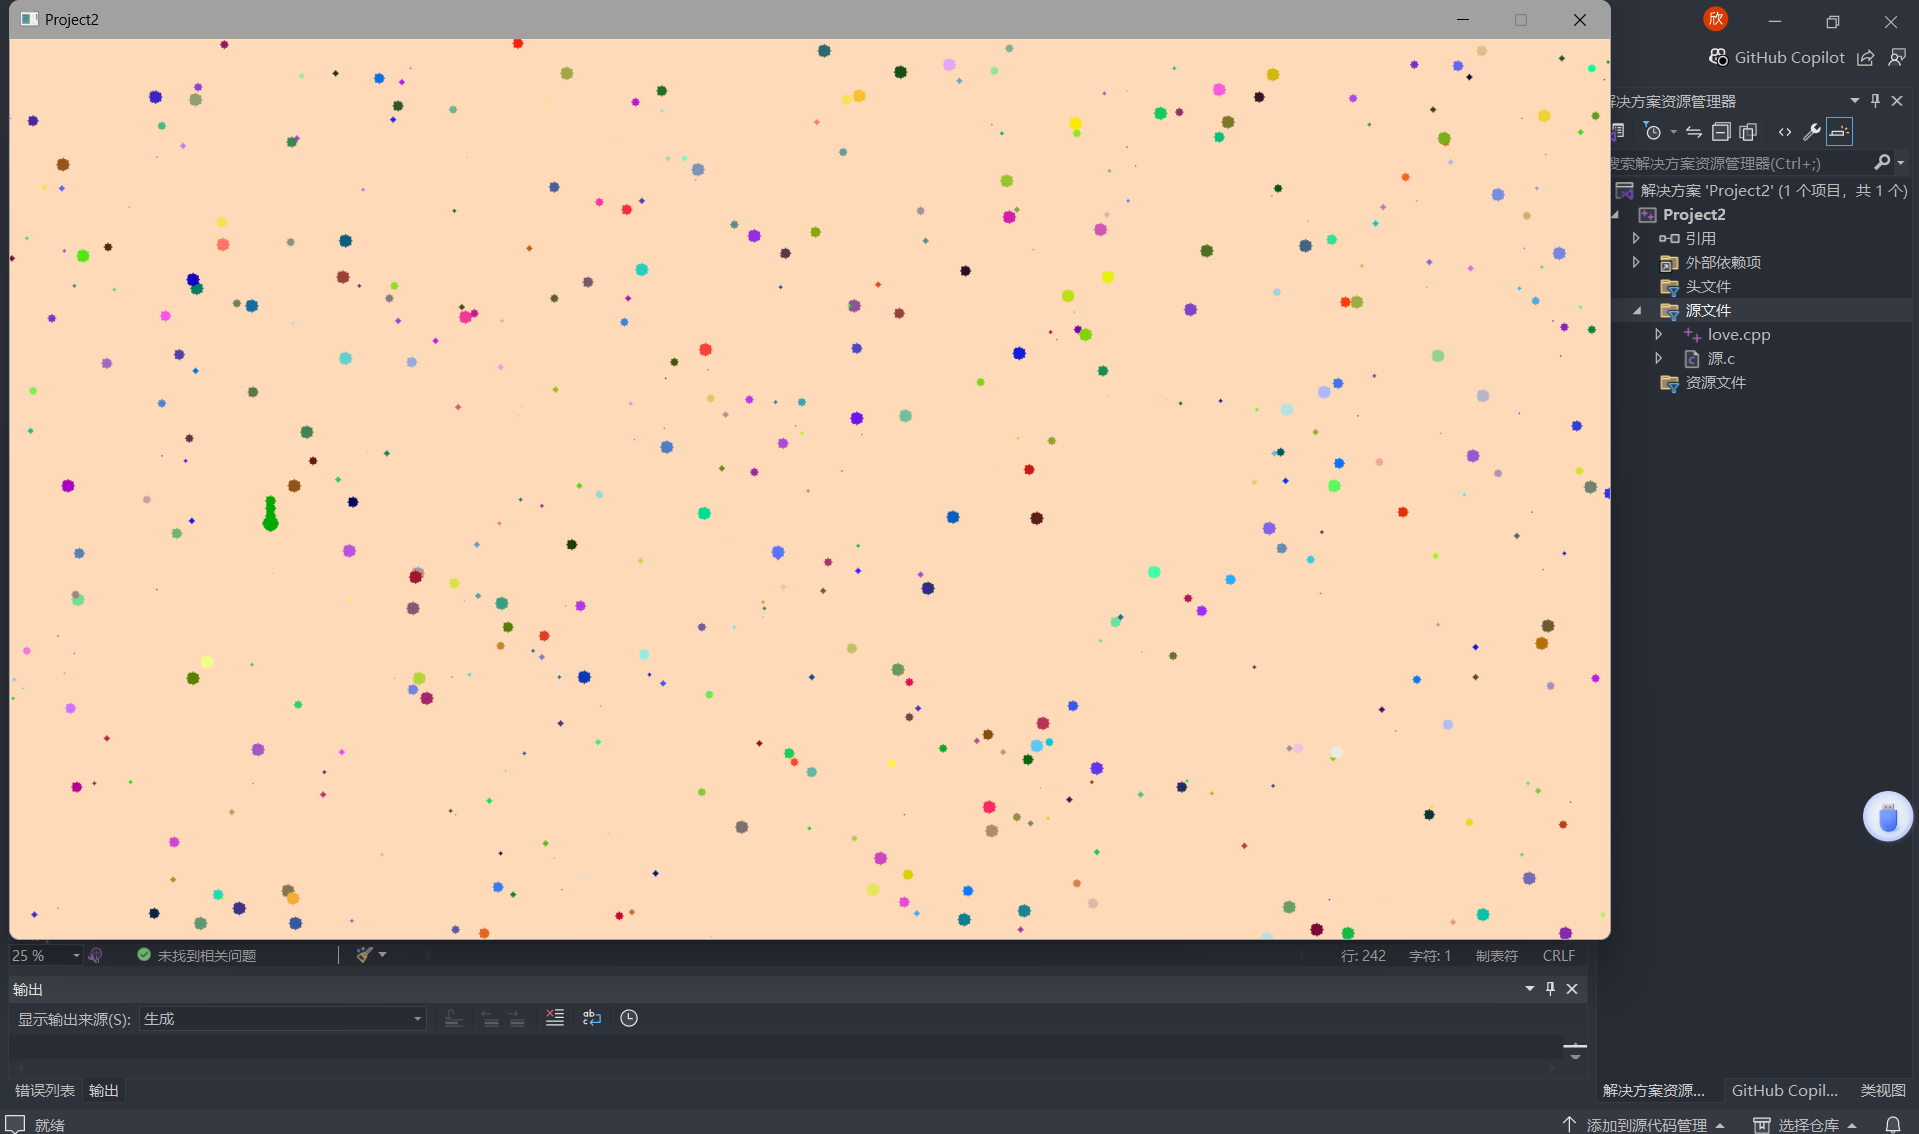 Project2
欣
GitHub Copilot
解决方案资源管理器
搜索解决方案资源管理器(Ctrl+;)
解决方案 'Project2' (1 个项目，共 1 个)
Project2
引用
外部依赖项
头文件
源文件
love.cpp
源.c
资源文件
25 %
未找到相关问题
行: 242
字符: 1
制表符
CRLF
输出
显示输出来源(S):
生成
错误列表
输出
解决方案资源...
GitHub Copil...
类视图
就绪
添加到源代码管理
选择仓库